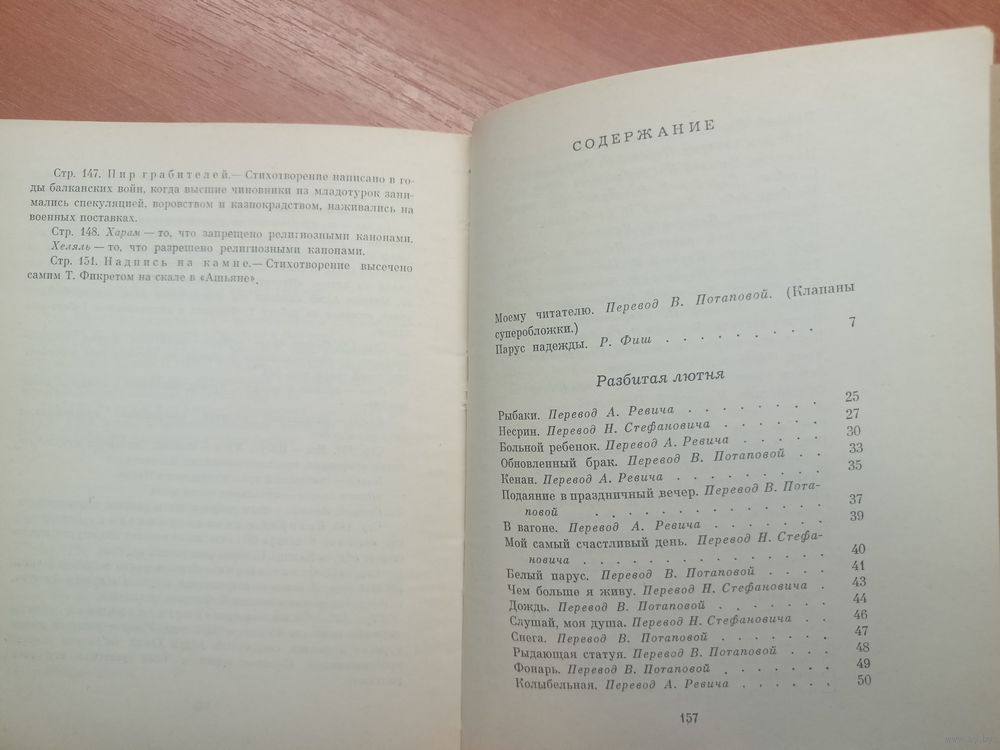 Стр. 147. Пир грабителей.— Стихотворение написано в го-
ды балканских войн, когда высшие чиновники из младотурок зани-
мались спекуляцией, воровством и казнокрадством, наживались на
военных поставках.
Стр. 148. Харам — то, что запрещено религиозными канонами.
Хеляль — то, что разрешено религиозными канонами.
Стр. 151. Надпись на камне.— Стихотворение высечено
самим Т. Фикретом на скале в «Ашьяне».
СОДЕРЖАНИЕ
Моему читателю. Перевод В. Потаповой. (Клапаны
суперобложки.)
Парус надежды. Р. Фиш . . . . . . . . 7
Разбитая лютня
Рыбаки. Перевод А. Ревича . . . . . . 25
Несрин. Перевод Н. Стефановича . . . . . 27
Больной ребенок. Перевод А. Ревича . . . . 30
Обновленный брак. Перевод В. Потаповой . . 33
Кенан. Перевод А. Ревича . . . . . . . 35
Подаяние в праздничный вечер. Перевод В. Пота-
повой . . . . . . . . . . . . . 37
В вагоне. Перевод А. Ревича . . . . . . 39
Мой самый счастливый день. Перевод Н. Стефа-
новича . . . . . . . . . . . . . 40
Белый парус. Перевод В. Потаповой . . . . 41
Чем больше я живу. Перевод Н. Стефановича . 43
Дождь. Перевод В. Потаповой . . . . . . 44
Слушай, моя душа. Перевод Н. Стефановича . . 46
Снега. Перевод В. Потаповой . . . . . . 47
Рыдающая статуя. Перевод В. Потаповой . . . 48
Фонарь. Перевод В. Потаповой . . . . . . 49
Колыбельная. Перевод А. Ревича . . . . . . 50
157